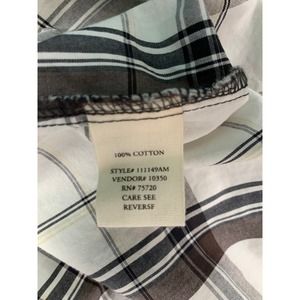 100% COTTON
STYLE# 111149AM
VENDOR# 10350
RN# 75720
CARE SEE
REVERSE